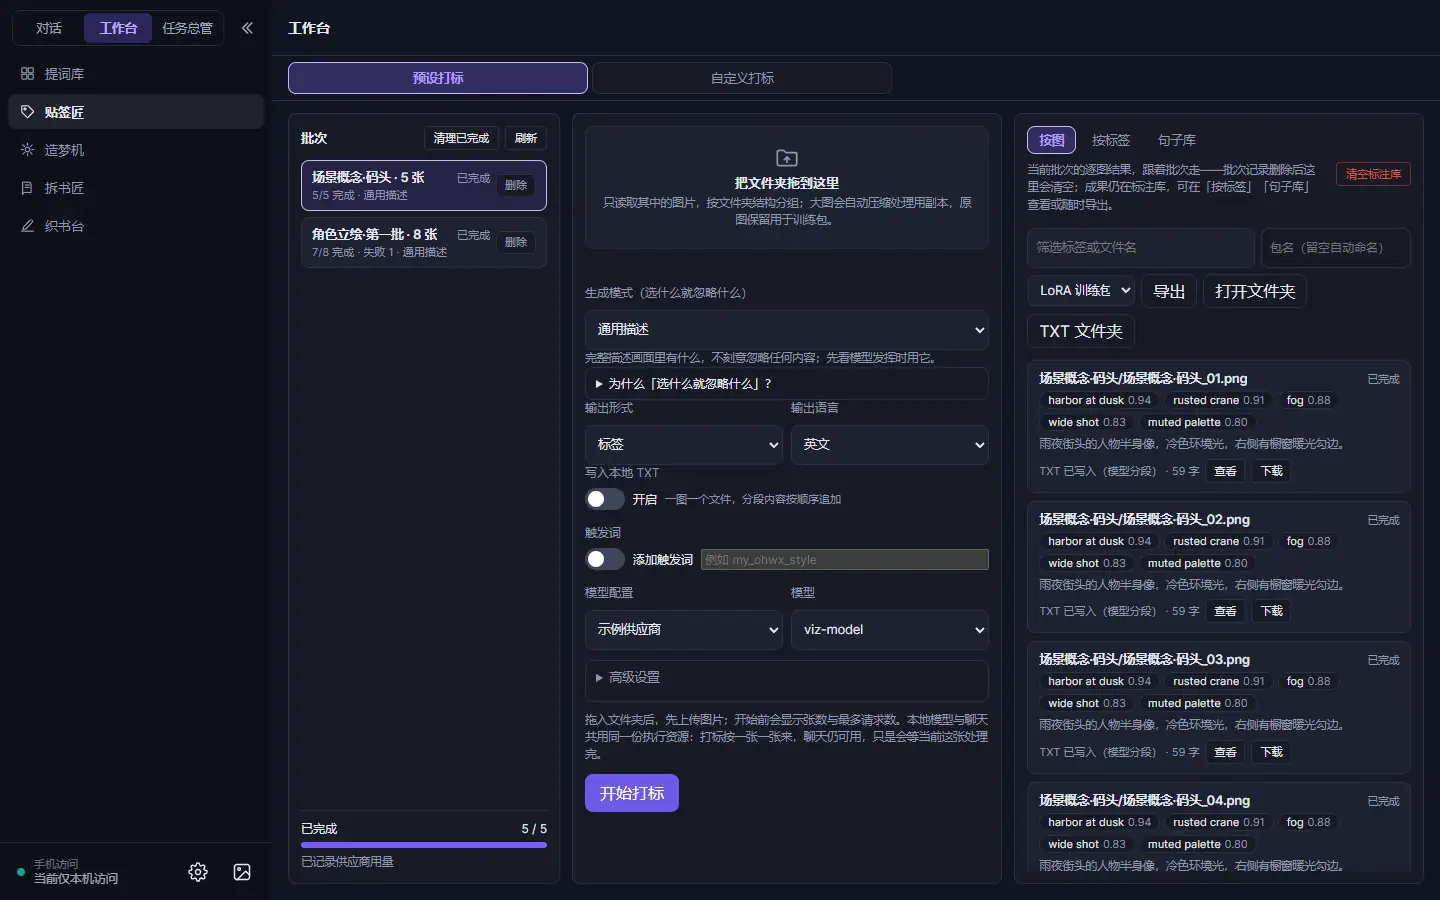 对话 工作台 任务总管
提词库
贴签匠
造梦机
拆书匠
织书台
手机访问
当前仅本机访问
工作台
预设打标 自定义打标
批次 清理已完成 刷新
场景概念·码头 · 5 张 已完成 删除
5/5 完成 · 通用描述
角色立绘·第一批 · 8 张 已完成 删除
7/8 完成 · 失败 1 · 通用描述
已完成 5 / 5
已记录供应商用量
把文件夹拖到这里
只读取其中的图片，按文件夹结构分组；大图会自动压缩处理用副本，原
图保留用于训练包。
生成模式（选什么就忽略什么）
通用描述
完整描述画面里有什么，不刻意忽略任何内容；先看模型发挥时用它。
为什么「选什么就忽略什么」？
输出形式 输出语言
标签 英文
写入本地 TXT
开启 一图一个文件，分段内容按顺序追加
触发词
添加触发词 例如 my_ohwx_style
模型配置 模型
示例供应商 viz-model
高级设置
拖入文件夹后，先上传图片；开始前会显示张数与最多请求数。本地模型与聊天
共用同一份执行资源：打标按一张一张来，聊天仍可用，只是会等当前这张处理
完。
开始打标
按图 按标签 句子库
当前批次的逐图结果，跟着批次走——批次记录删除后这
里会清空；成果仍在标注库，可在「按标签」「句子库」
查看或随时导出。
清空标注库
筛选标签或文件名 包名（留空自动命名）
LoRA 训练包 导出 打开文件夹
TXT 文件夹
场景概念·码头/场景概念·码头_01.png 已完成
harbor at dusk 0.94 rusted crane 0.91 fog 0.88
wide shot 0.83 muted palette 0.80
雨夜街头的人物半身像，冷色环境光，右侧有橱窗暖光勾边。
TXT 已写入（模型分段） · 59 字 查看 下载
场景概念·码头/场景概念·码头_02.png 已完成
harbor at dusk 0.94 rusted crane 0.91 fog 0.88
wide shot 0.83 muted palette 0.80
雨夜街头的人物半身像，冷色环境光，右侧有橱窗暖光勾边。
TXT 已写入（模型分段） · 59 字 查看 下载
场景概念·码头/场景概念·码头_03.png 已完成
harbor at dusk 0.94 rusted crane 0.91 fog 0.88
wide shot 0.83 muted palette 0.80
雨夜街头的人物半身像，冷色环境光，右侧有橱窗暖光勾边。
TXT 已写入（模型分段） · 59 字 查看 下载
场景概念·码头/场景概念·码头_04.png 已完成
harbor at dusk 0.94 rusted crane 0.91 fog 0.88
wide shot 0.83 muted palette 0.80
雨夜街头的人物半身像，冷色环境光，右侧有橱窗暖光勾边。